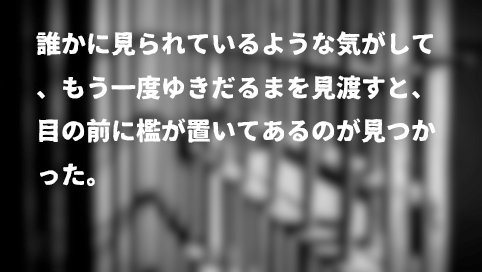 誰かに見られているような気がして
、もう一度ゆきだるまを見渡すと、
目の前に檻が置いてあるのが見つか
った。